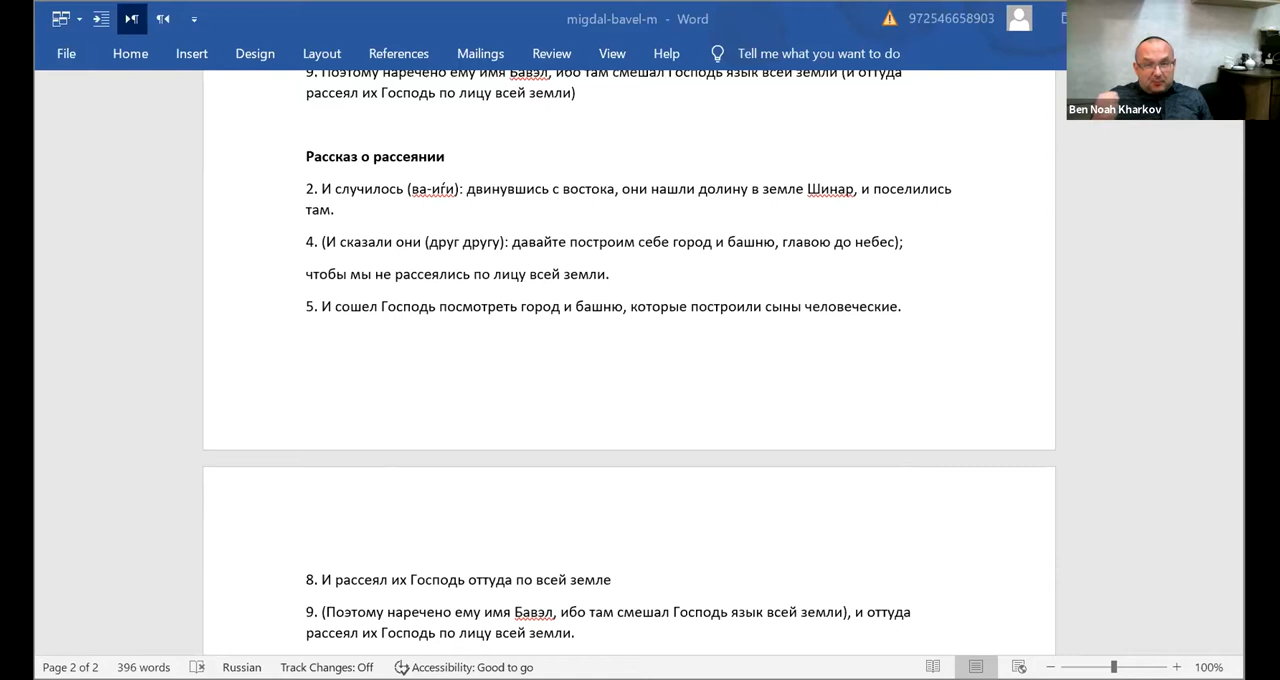 migdal-bavel-m - Word
972546658903
File Home Insert Design Layout References Mailings Review View Help Tell me what you want to do
Ben Noah Kharkov
9. Поэтому наречено ему имя Бавэл, ибо там смешал Господь язык всей земли (и оттуда
рассеял их Господь по лицу всей земли)
Рассказ о рассеянии
2. И случилось (ва-иѓи): двинувшись с востока, они нашли долину в земле Шинар, и поселились
там.
4. (И сказали они (друг другу): давайте построим себе город и башню, главою до небес);
чтобы мы не рассеялись по лицу всей земли.
5. И сошел Господь посмотреть город и башню, которые построили сыны человеческие.
8. И рассеял их Господь оттуда по всей земле
9. (Поэтому наречено ему имя Бавэл, ибо там смешал Господь язык всей земли), и оттуда
рассеял их Господь по лицу всей земли.
Page 2 of 2 396 words Russian Track Changes: Off Accessibility: Good to go 100%